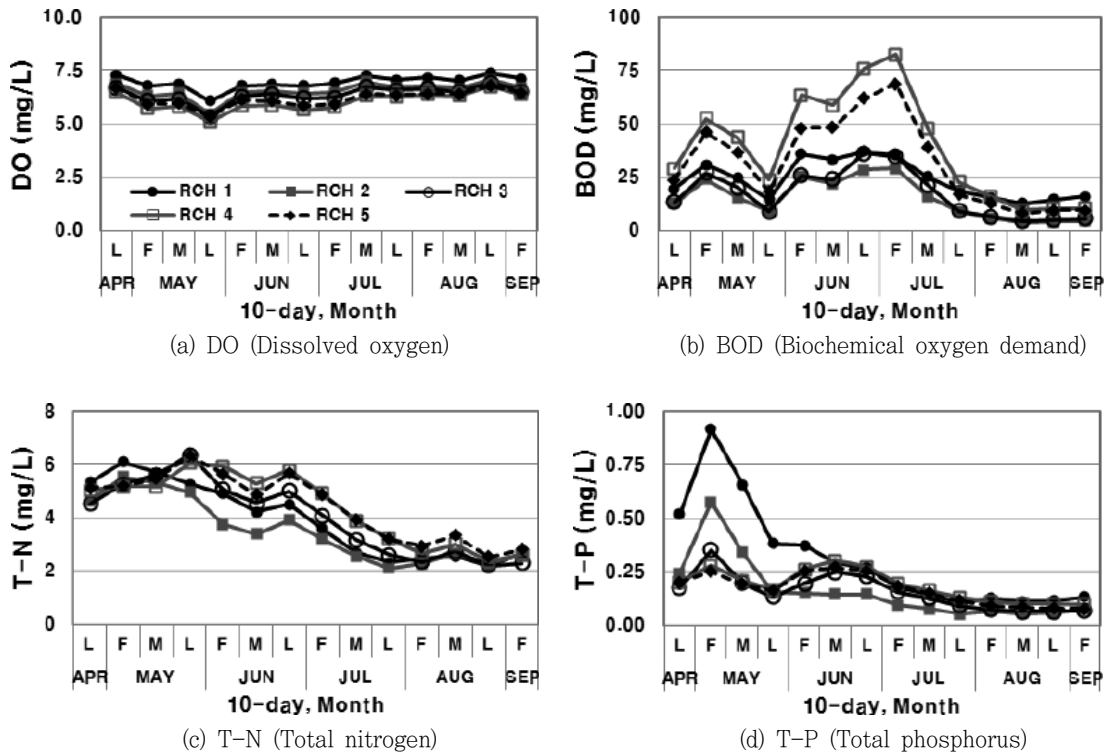 10.0
7.5
5.0
2.5
0.0
DO (mg/L)
RCH 1 RCH 2 RCH 3
RCH 4 RCH 5
L F M L F M L F M L F M L F
APR MAY JUN JUL AUG SEP
10-day, Month
(a) DO (Dissolved oxygen)
100
75
50
25
0
BOD (mg/L)
L F M L F M L F M L F M L F
APR MAY JUN JUL AUG SEP
10-day, Month
(b) BOD (Biochemical oxygen demand)
8
6
4
2
0
T-N (mg/L)
L F M L F M L F M L F M L F
APR MAY JUN JUL AUG SEP
10-day, Month
(c) T-N (Total nitrogen)
1.00
0.75
0.50
0.25
0.00
T-P (mg/L)
L F M L F M L F M L F M L F
APR MAY JUN JUL AUG SEP
10-day, Month
(d) T-P (Total phosphorus)